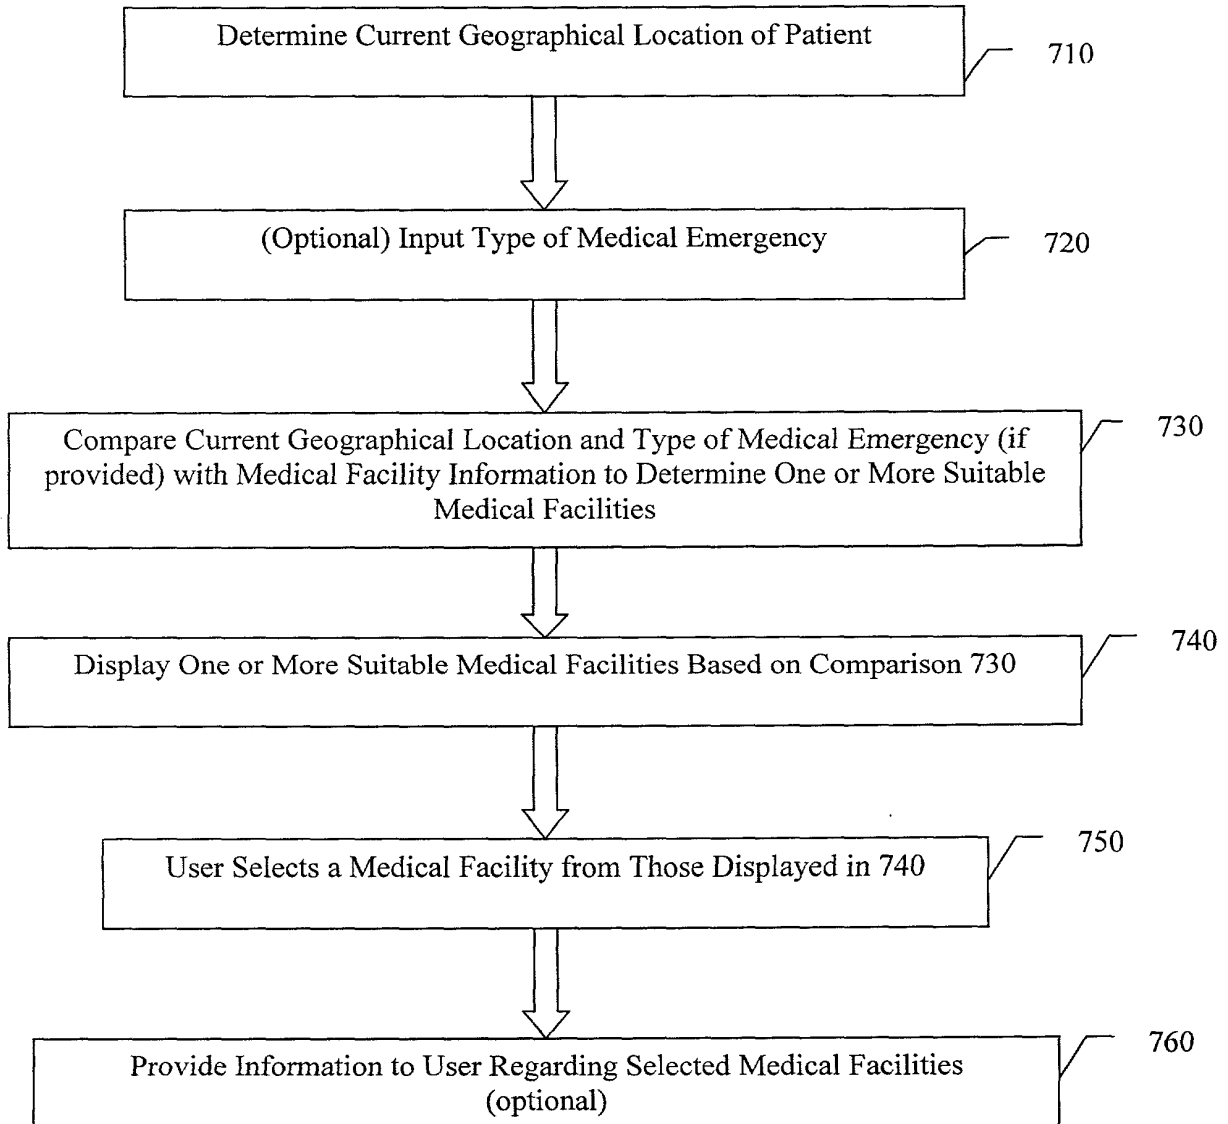 Determine Current Geographical Location of Patient
710
(Optional) Input Type of Medical Emergency
720
Compare Current Geographical Location and Type of Medical Emergency (if
provided) with Medical Facility Information to Determine One or More Suitable
Medical Facilities
730
Display One or More Suitable Medical Facilities Based on Comparison 730
740
User Selects a Medical Facility from Those Displayed in 740
750
Provide Information to User Regarding Selected Medical Facilities
(optional)
760